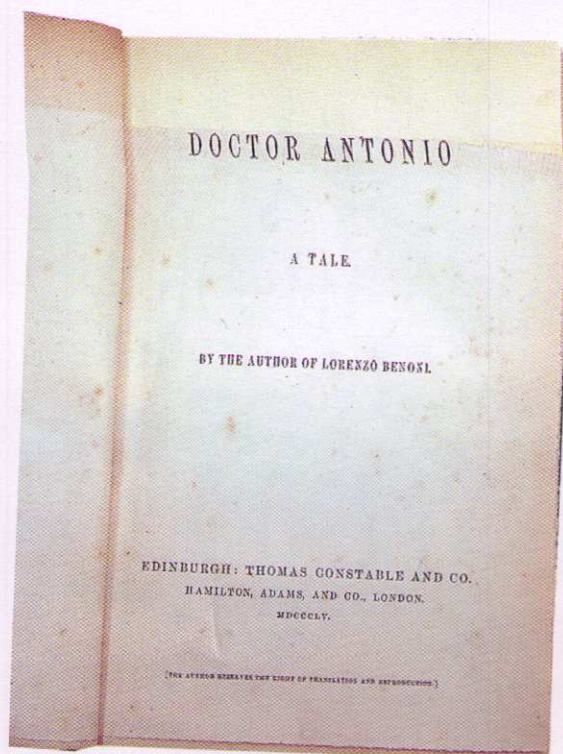 DOCTOR ANTONIO
A TALE.
BY THE AUTHOR OF LORENZO BENONI.
EDINBURGH: THOMAS CONSTABLE AND CO.
HAMILTON, ADAMS, AND CO., LONDON.
MDCCCLV.
[THE AUTHOR RESERVES THE RIGHT OF TRANSLATION AND REPRODUCTION.]